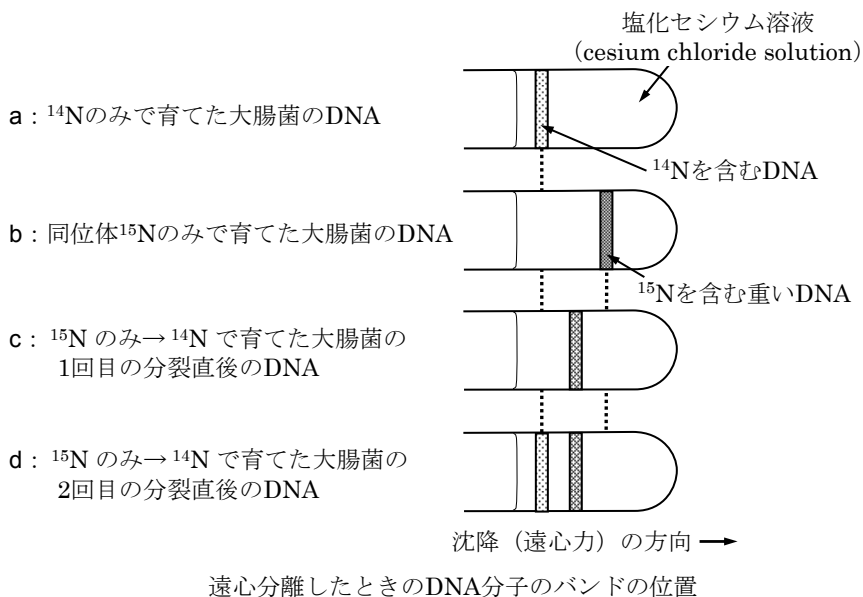 塩化セシウム溶液
(cesium chloride solution)
a：¹⁴Nのみで育てた大腸菌のDNA
¹⁴Nを含むDNA
b：同位体¹⁵Nのみで育てた大腸菌のDNA
¹⁵Nを含む重いDNA
c：¹⁵N のみ→ ¹⁴N で育てた大腸菌の
1回目の分裂直後のDNA
d：¹⁵N のみ→ ¹⁴N で育てた大腸菌の
2回目の分裂直後のDNA
沈降（遠心力）の方向
遠心分離したときのDNA分子のバンドの位置